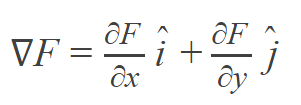 ∇F = ∂F/∂x î + ∂F/∂y ĵ